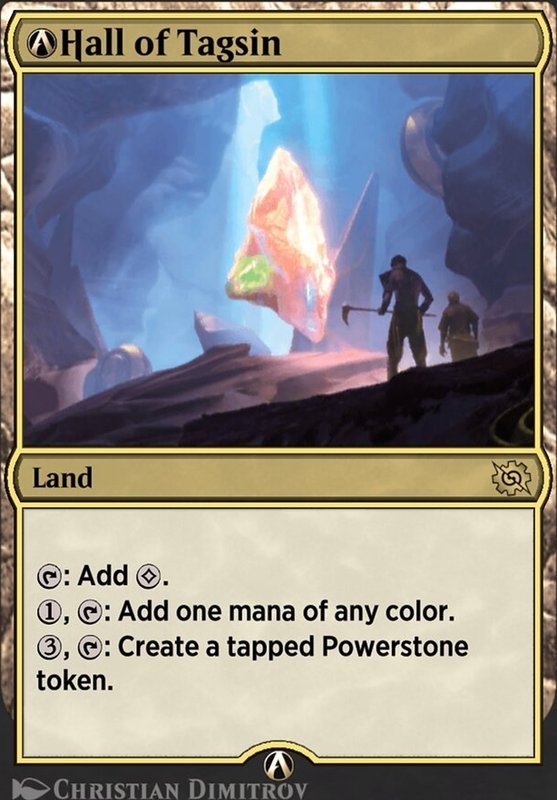 Hall of Tagsin
Land
: Add .
1, : Add one mana of any color.
3, : Create a tapped Powerstone
token.
Christian Dimitrov